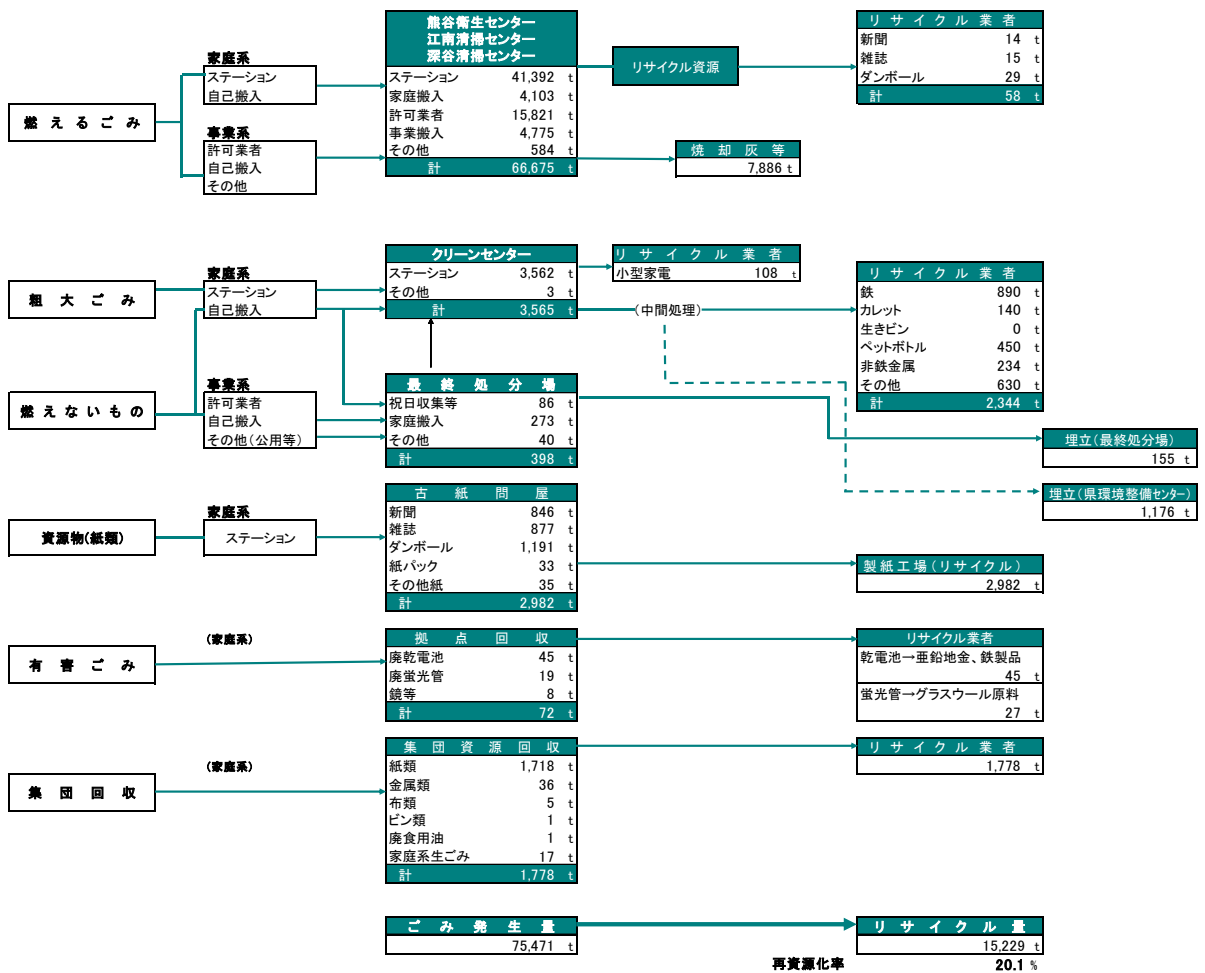 燃えるごみ
家庭系
ステーション
自己搬入
事業系
許可業者
自己搬入
その他
熊谷衛生センター
江南清掃センター
深谷清掃センター
ステーション 41,392 t
家庭搬入 4,103 t
許可業者 15,821 t
事業搬入 4,775 t
その他 584 t
計 66,675 t
リサイクル資源
リサイクル業者
新聞 14 t
雑誌 15 t
ダンボール 29 t
計 58 t
焼却灰等
7,886 t
粗大ごみ
燃えないもの
家庭系
ステーション
自己搬入
事業系
許可業者
自己搬入
その他(公用等)
クリーンセンター
ステーション 3,562 t
その他 3 t
計 3,565 t
リサイクル業者
小型家電 108 t
(中間処理)
リサイクル業者
鉄 890 t
カレット 140 t
生きビン 0 t
ペットボトル 450 t
非鉄金属 234 t
その他 630 t
計 2,344 t
最終処分場
祝日収集等 86 t
家庭搬入 273 t
その他 40 t
計 398 t
埋立(最終処分場)
155 t
埋立(県環境整備センター)
1,176 t
資源物(紙類)
家庭系
ステーション
古紙問屋
新聞 846 t
雑誌 877 t
ダンボール 1,191 t
紙パック 33 t
その他紙 35 t
計 2,982 t
製紙工場(リサイクル)
2,982 t
有害ごみ
(家庭系)
拠点回収
廃乾電池 45 t
廃蛍光管 19 t
鏡等 8 t
計 72 t
リサイクル業者
乾電池→亜鉛地金、鉄製品
45 t
蛍光管→グラスウール原料
27 t
集団回収
(家庭系)
集団資源回収
紙類 1,718 t
金属類 36 t
布類 5 t
ビン類 1 t
廃食用油 1 t
家庭系生ごみ 17 t
計 1,778 t
リサイクル業者
1,778 t
ごみ発生量
75,471 t
リサイクル量
15,229 t
再資源化率 20.1 %